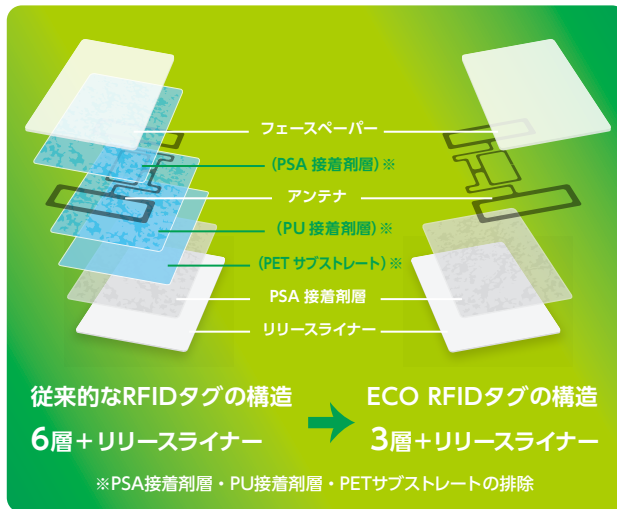 フェースペーパー
(PSA 接着剤層)※
アンテナ
(PU 接着剤層)※
(PET サブストレート)※
PSA 接着剤層
リリースライナー
従来的なRFIDタグの構造
6層+リリースライナー
ECO RFIDタグの構造
3層+リリースライナー
※PSA接着剤層・PU接着剤層・PETサブストレートの排除